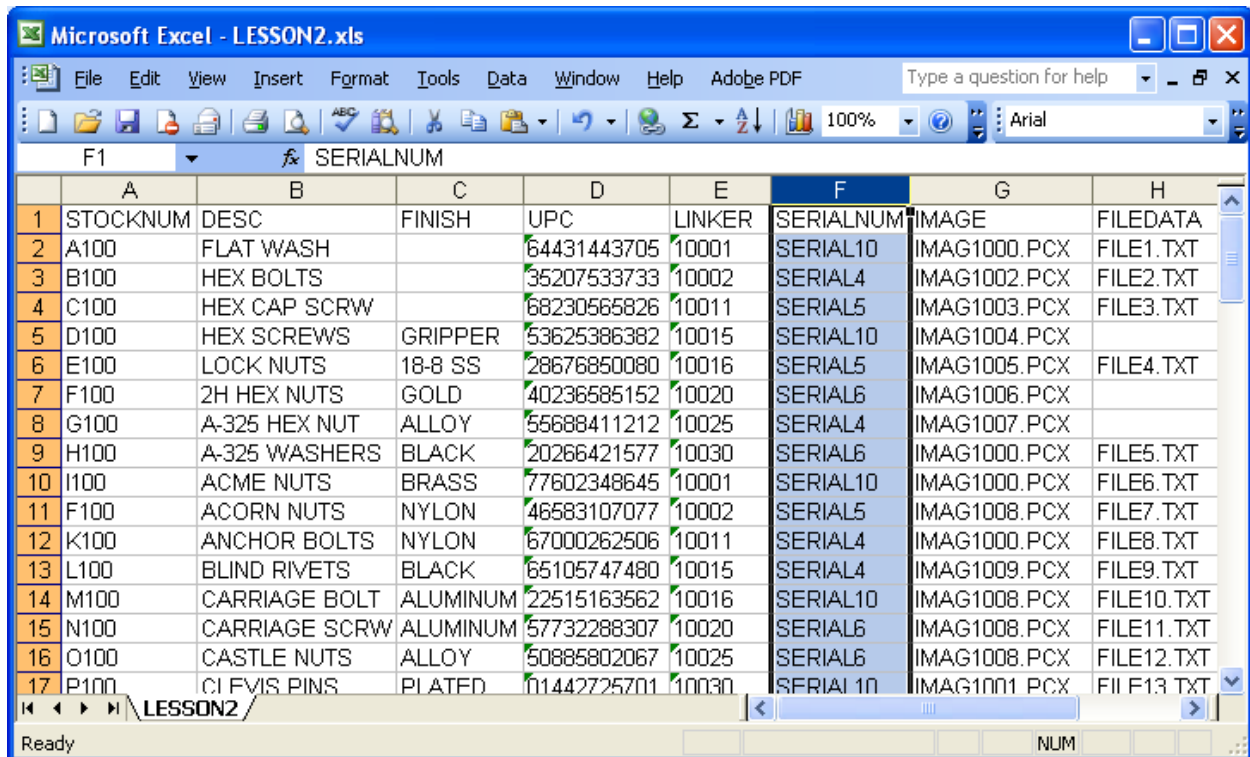 Microsoft Excel - LESSON2.xls
File Edit View Insert Format Tools Data Window Help Adobe PDF Type a question for help
ABC Σ 100% Arial
F1 fx SERIALNUM
A B C D E F G H
1 STOCKNUM DESC FINISH UPC LINKER SERIALNUM IMAGE FILEDATA
2 A100 FLAT WASH 64431443705 10001 SERIAL10 IMAG1000.PCX FILE1.TXT
3 B100 HEX BOLTS 35207533733 10002 SERIAL4 IMAG1002.PCX FILE2.TXT
4 C100 HEX CAP SCRW 68230565826 10011 SERIAL5 IMAG1003.PCX FILE3.TXT
5 D100 HEX SCREWS GRIPPER 53625386382 10015 SERIAL10 IMAG1004.PCX
6 E100 LOCK NUTS 18-8 SS 28676850080 10016 SERIAL5 IMAG1005.PCX FILE4.TXT
7 F100 2H HEX NUTS GOLD 40236585152 10020 SERIAL6 IMAG1006.PCX
8 G100 A-325 HEX NUT ALLOY 55688411212 10025 SERIAL4 IMAG1007.PCX
9 H100 A-325 WASHERS BLACK 20266421577 10030 SERIAL6 IMAG1000.PCX FILE5.TXT
10 I100 ACME NUTS BRASS 77602348645 10001 SERIAL10 IMAG1000.PCX FILE6.TXT
11 F100 ACORN NUTS NYLON 46583107077 10002 SERIAL5 IMAG1008.PCX FILE7.TXT
12 K100 ANCHOR BOLTS NYLON 67000262506 10011 SERIAL4 IMAG1000.PCX FILE8.TXT
13 L100 BLIND RIVETS BLACK 65105747480 10015 SERIAL4 IMAG1009.PCX FILE9.TXT
14 M100 CARRIAGE BOLT ALUMINUM 22515163562 10016 SERIAL10 IMAG1008.PCX FILE10.TXT
15 N100 CARRIAGE SCRW ALUMINUM 57732288307 10020 SERIAL6 IMAG1008.PCX FILE11.TXT
16 O100 CASTLE NUTS ALLOY 50885802067 10025 SERIAL6 IMAG1008.PCX FILE12.TXT
17 P100 CLEVIS PINS PLATED 01442725701 10030 SERIAL10 IMAG1001.PCX FILE13.TXT
LESSON2
Ready NUM